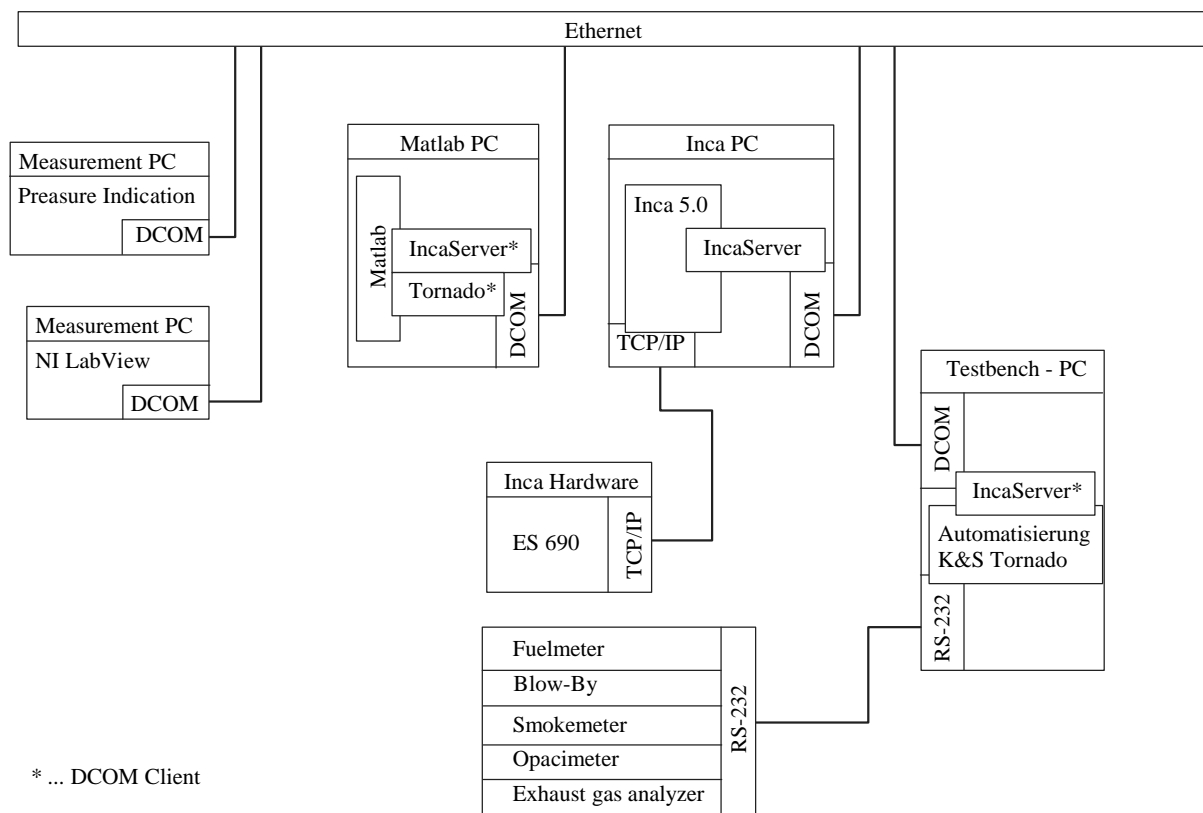 Ethernet
Measurement PC
Preasure Indication
DCOM
Measurement PC
NI LabView
DCOM
Matlab PC
Matlab
IncaServer*
Tornado*
DCOM
Inca PC
Inca 5.0
IncaServer
TCP/IP
DCOM
Testbench - PC
DCOM
IncaServer*
Automatisierung
K&S Tornado
RS-232
Inca Hardware
ES 690
TCP/IP
Fuelmeter
Blow-By
Smokemeter
Opacimeter
Exhaust gas analyzer
RS-232
* ... DCOM Client